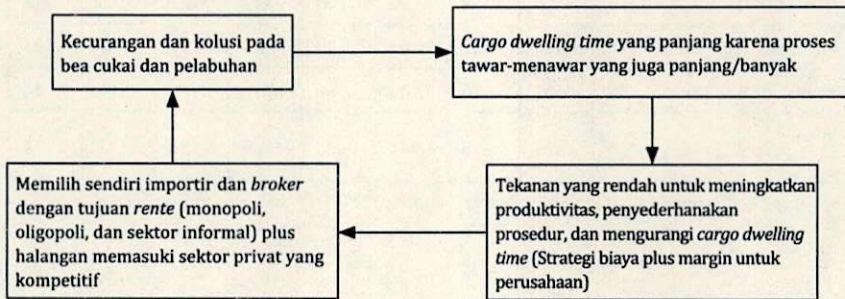 Kecurangan dan kolusi pada
bea cukai dan pelabuhan
Cargo dwelling time yang panjang karena proses
tawar-menawar yang juga panjang/banyak
Tekanan yang rendah untuk meningkatkan
produktivitas, penyederhanakan
prosedur, dan mengurangi cargo dwelling
time (Strategi biaya plus margin untuk
perusahaan)
Memilih sendiri importir dan broker
dengan tujuan rente (monopoli,
oligopoli, dan sektor informal) plus
halangan memasuki sektor privat yang
kompetitif